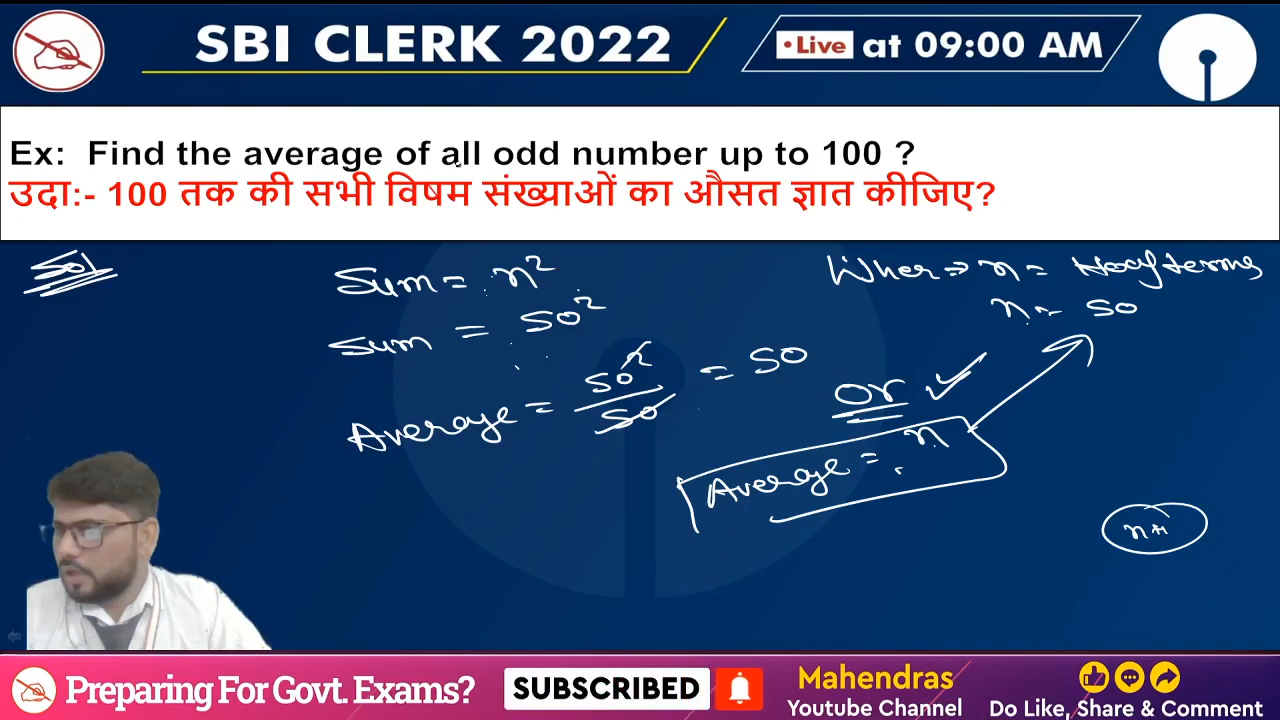 SBI CLERK 2022
• Live at 09:00 AM
Ex: Find the average of all odd number up to 100 ?
उदा:- 100 तक की सभी विषम संख्याओं का औसत ज्ञात कीजिए?
Sol
Sum = n²
Wher ⇒ n = No of terms
n = 50
Sum = 50²
Average = 50² / 50 = 50
Or ✓
Average = n
n+1
Preparing For Govt. Exams?
SUBSCRIBED
Mahendras
Youtube Channel
Do Like, Share & Comment